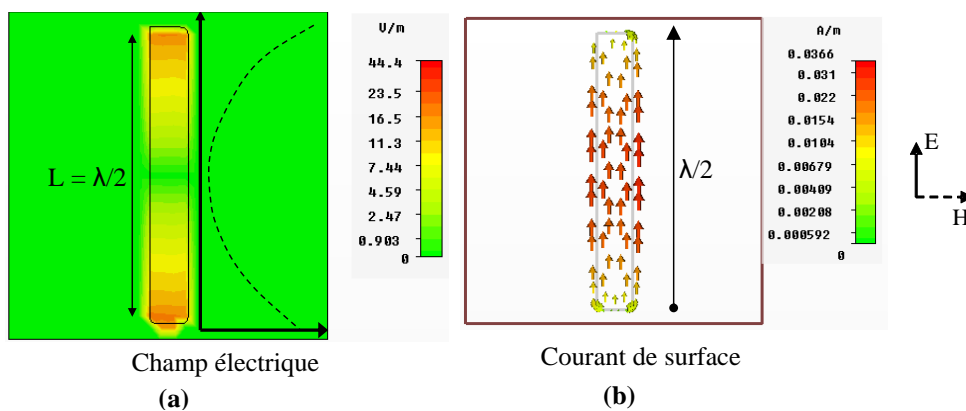 L = λ/2
V/m
44.4
23.5
16.5
11.3
7.44
4.59
2.47
0.903
0
Champ électrique
(a)
λ/2
A/m
0.0366
0.031
0.022
0.0154
0.0104
0.00679
0.00409
0.00208
0.000592
0
E
H
Courant de surface
(b)